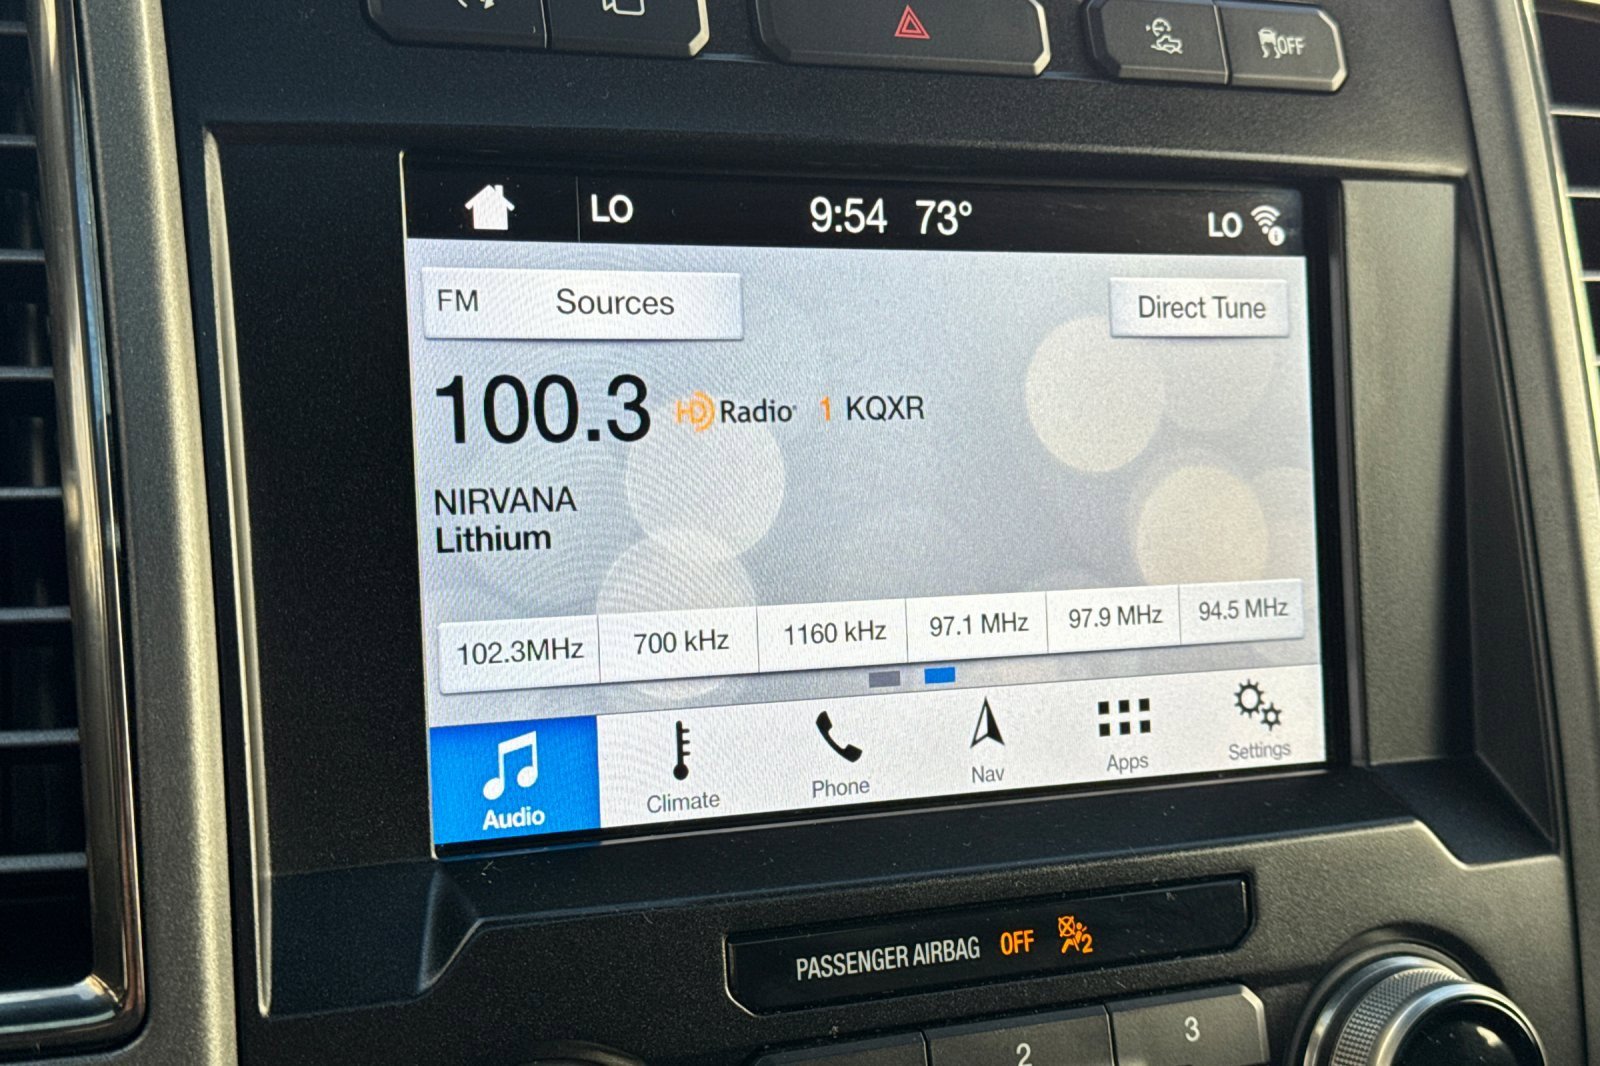 OFF
LO 9:54 73° LO
FM Sources Direct Tune
100.3 HD Radio 1 KQXR
NIRVANA
Lithium
102.3MHz 700 kHz 1160 kHz 97.1 MHz 97.9 MHz 94.5 MHz
Audio Climate Phone Nav Apps Settings
PASSENGER AIRBAG OFF 2
2 3